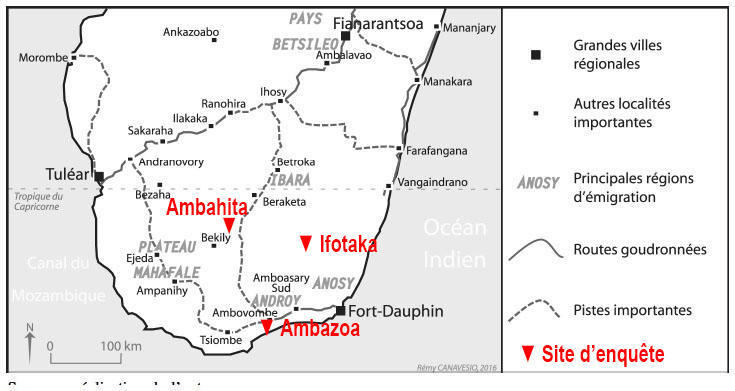 PAYS
Fianarantsoa
Mananjary
Ankazoabo
BETSILEO
Ambalavao
Morombe
Manakara
Ihosy
Ranohira
Ilakaka
Sakaraha
Farafangana
Andranovory
Betroka
Tuléar
IBARA
Vangaindrano
Tropique du
Capricorne
Bezaha
Beraketa
Ambahita
Océan
Indien
Bekily
Ifotaka
PLATEAU
Ejeda
MAHAFALE
Canal du
Mozambique
Ampanihy
Amboasary
Sud
ANOSY
ANDROY
Ambovombe
Fort-Dauphin
Ambazoa
Tsiombe
N
0
100 km
Rémy CANAVESIO, 2016
Grandes villes
régionales
Autres localités
importantes
ANOSY
Principales régions
d'émigration
Routes goudronnées
Pistes importantes
Site d'enquête